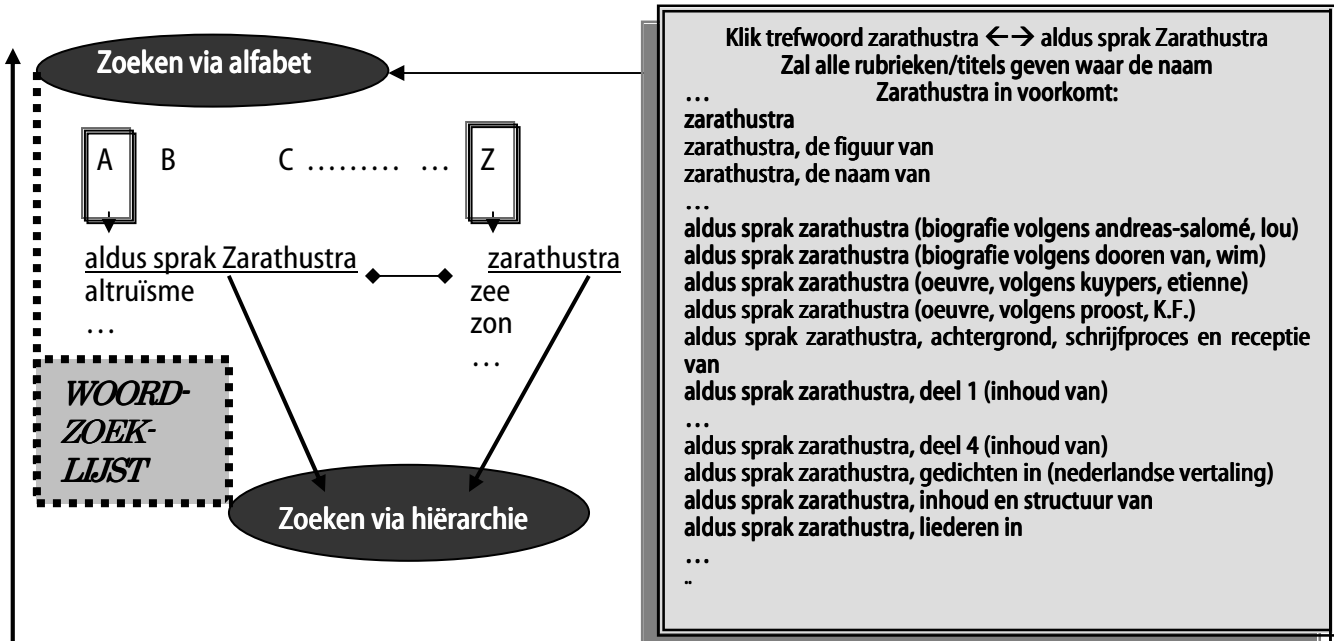 Zoeken via alfabet
A B C ……… … Z
aldus sprak Zarathustra
altruïsme
…
zarathustra
zee
zon
…
WOORD-
ZOEK-
LIJST
Zoeken via hiërarchie
Klik trefwoord zarathustra ←→ aldus sprak Zarathustra
Zal alle rubrieken/titels geven waar de naam
… Zarathustra in voorkomt:
zarathustra
zarathustra, de figuur van
zarathustra, de naam van
…
aldus sprak zarathustra (biografie volgens andreas-salomé, lou)
aldus sprak zarathustra (biografie volgens dooren van, wim)
aldus sprak zarathustra (oeuvre, volgens kuypers, etienne)
aldus sprak zarathustra (oeuvre, volgens proost, K.F.)
aldus sprak zarathustra, achtergrond, schrijfproces en receptie
van
aldus sprak zarathustra, deel 1 (inhoud van)
…
aldus sprak zarathustra, deel 4 (inhoud van)
aldus sprak zarathustra, gedichten in (nederlandse vertaling)
aldus sprak zarathustra, inhoud en structuur van
aldus sprak zarathustra, liederen in
…
..